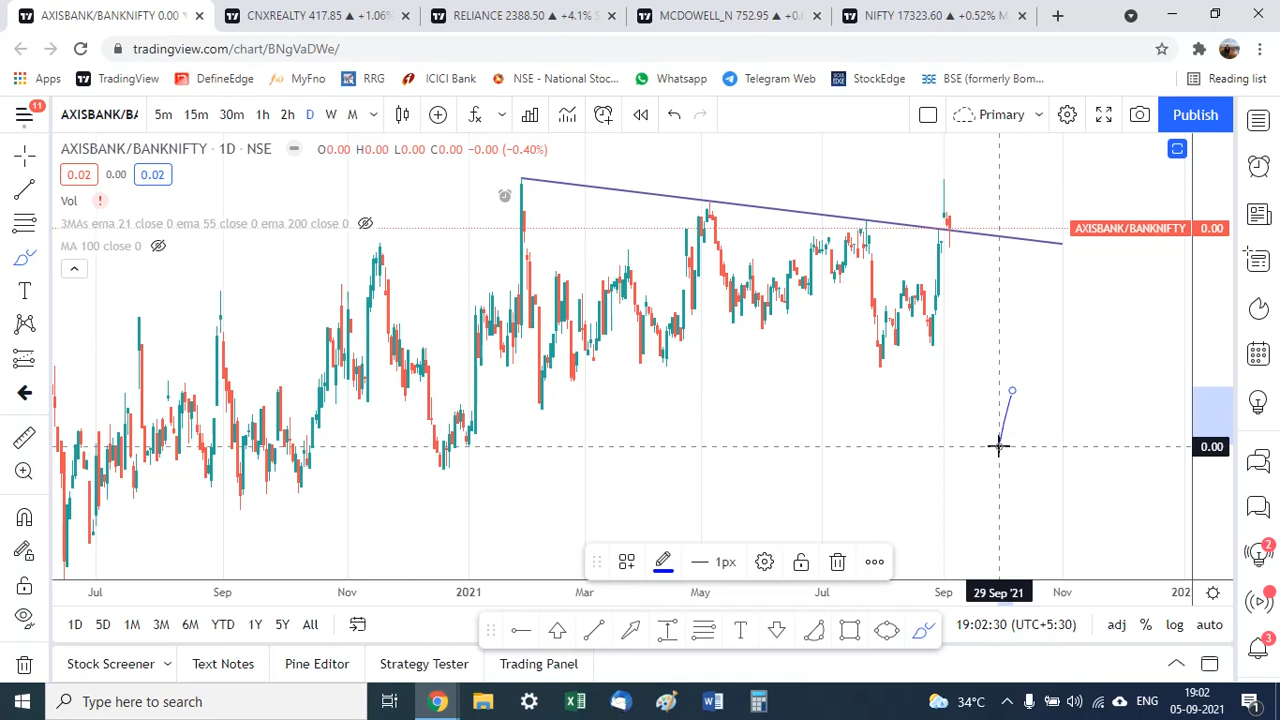 AXISBANK/BANKNIFTY 0.00
CNXREALTY 417.85 ▲ +1.06%
RELIANCE 2388.50 ▲ +4.1%
MCDOWELL_N 752.95 ▲
NIFTY 17323.60 ▲ +0.52%
tradingview.com/chart/BNgVaDWe/
Apps TradingView DefineEdge MyFno RRG ICICI Bank NSE - National Stoc... Whatsapp Telegram Web StockEdge BSE (formerly Bom... Reading list
11 AXISBANK/BA 5m 15m 30m 1h 2h D W M Primary Publish
AXISBANK/BANKNIFTY · 1D · NSE O0.00 H0.00 L0.00 C0.00 −0.00 (−0.40%)
0.02 0.00 0.02
Vol !
3MAs ema 21 close 0 ema 55 close 0 ema 200 close 0
MA 100 close 0
AXISBANK/BANKNIFTY 0.00
0.00
1px
2
Jul Sep Nov 2021 Mar May Jul Sep 29 Sep '21 Nov 202
1D 5D 1M 3M 6M YTD 1Y 5Y All T 19:02:30 (UTC+5:30) adj % log auto
3
Stock Screener Text Notes Pine Editor Strategy Tester Trading Panel
Type here to search 34°C ENG 19:02
05-09-2021 1